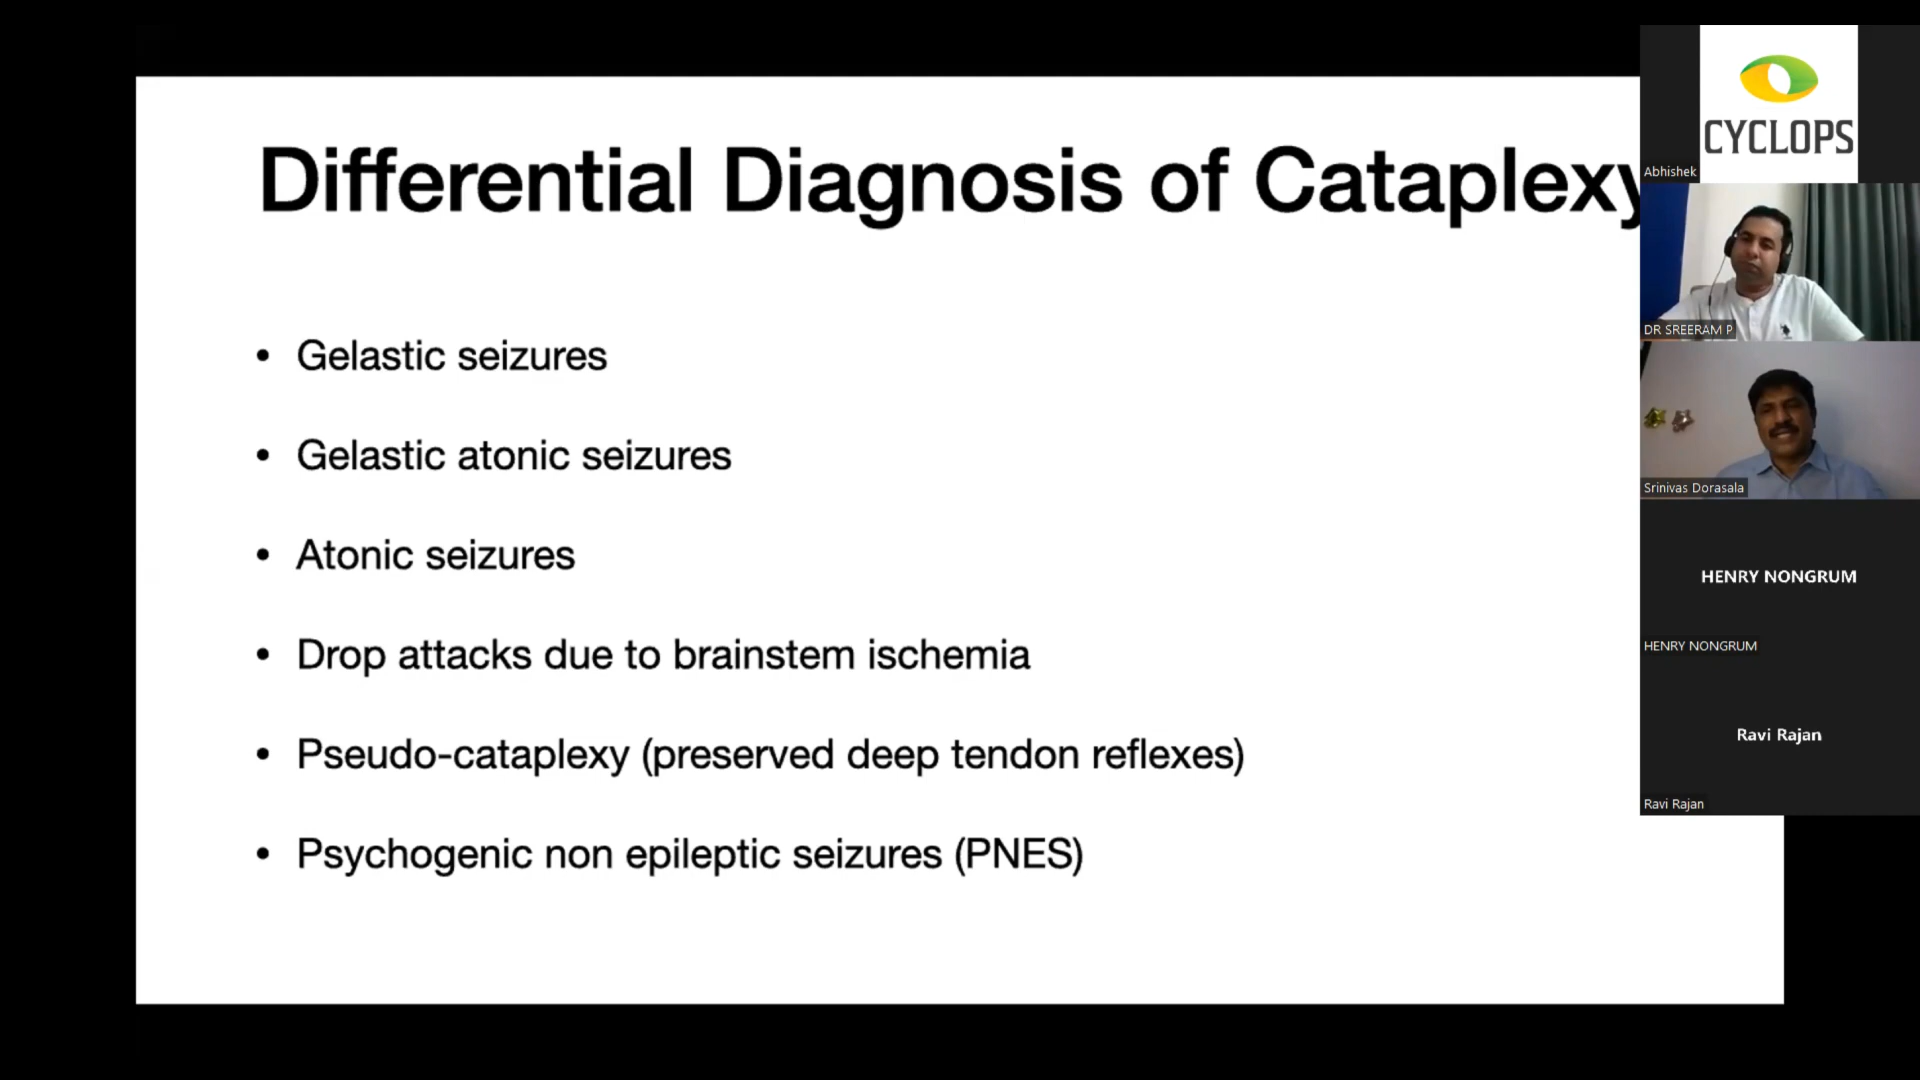 Differential Diagnosis of Cataplexy
• Gelastic seizures
• Gelastic atonic seizures
• Atonic seizures
• Drop attacks due to brainstem ischemia
• Pseudo-cataplexy (preserved deep tendon reflexes)
• Psychogenic non epileptic seizures (PNES)
CYCLOPS
Abhishek
DR SREERAM P
Srinivas Dorasala
HENRY NONGRUM
HENRY NONGRUM
Ravi Rajan
Ravi Rajan